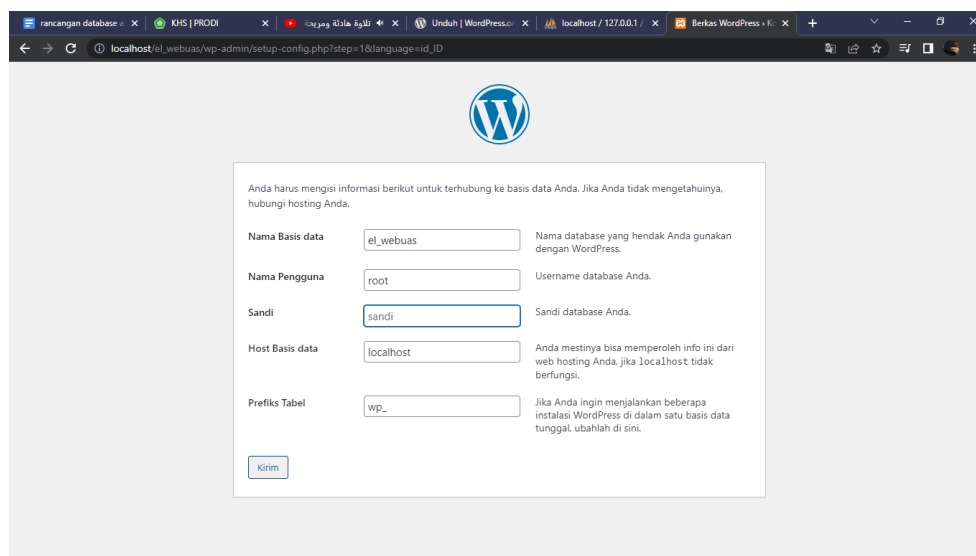 rancangan database a
KHS | PRODI
تلاوة هادئة ومريحة
Unduh | WordPress.or
localhost / 127.0.0.1 /
Berkas WordPress › Ko
localhost/el_webuas/wp-admin/setup-config.php?step=1&language=id_ID
Anda harus mengisi informasi berikut untuk terhubung ke basis data Anda. Jika Anda tidak mengetahuinya,
hubungi hosting Anda.
Nama Basis data
el_webuas
Nama database yang hendak Anda gunakan
dengan WordPress.
Nama Pengguna
root
Username database Anda.
Sandi
sandi
Sandi database Anda.
Host Basis data
localhost
Anda mestinya bisa memperoleh info ini dari
web hosting Anda, jika localhost tidak
berfungsi.
Prefiks Tabel
wp_
Jika Anda ingin menjalankan beberapa
instalasi WordPress di dalam satu basis data
tunggal, ubahlah di sini.
Kirim